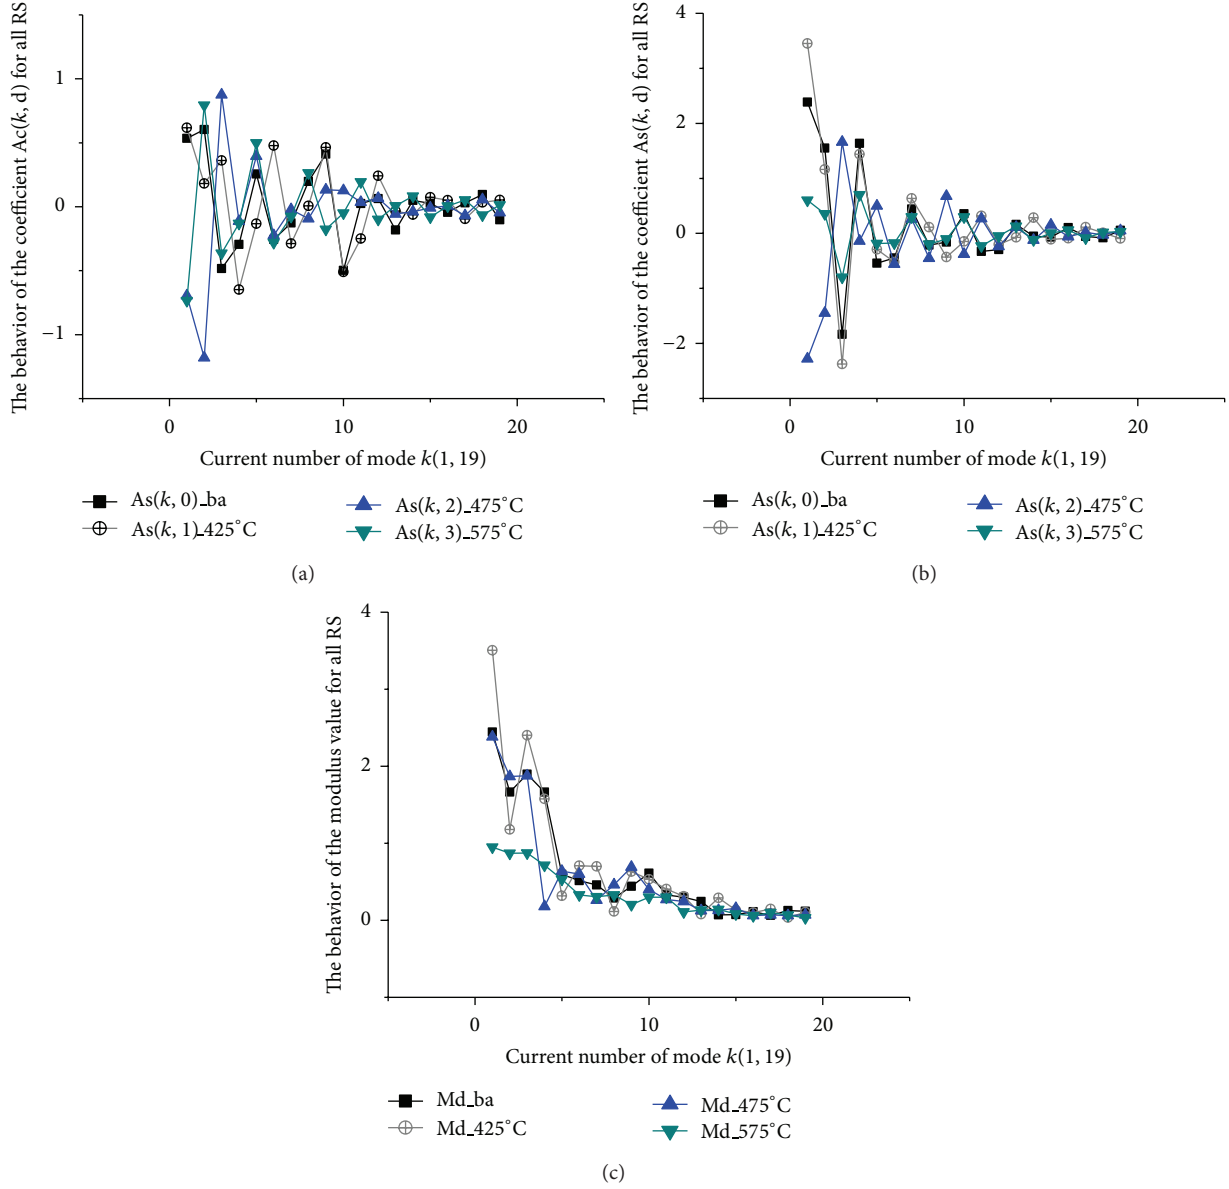 The behavior of the coefficient Ac(k, d) for all RS
1
0
−1
0
10
20
Current number of mode k(1, 19)
As(k, 0)_ba
As(k, 1)_425°C
As(k, 2)_475°C
As(k, 3)_575°C
(a)
The behavior of the coefficient As(k, d) for all RS
4
2
0
−2
0
10
20
Current number of mode k(1, 19)
As(k, 0)_ba
As(k, 1)_425°C
As(k, 2)_475°C
As(k, 3)_575°C
(b)
The behavior of the modulus value for all RS
4
2
0
0
10
20
Current number of mode k(1, 19)
Md_ba
Md_425°C
Md_475°C
Md_575°C
(c)